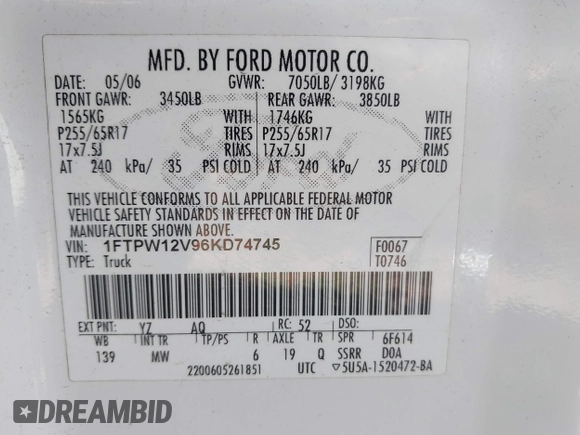 MFD. BY FORD MOTOR CO.
DATE: 05/06 GVWR: 7050LB/ 3198KG
FRONT GAWR: 3450LB REAR GAWR: 3850LB
1565KG WITH 1746KG WITH
P255/65R17 TIRES P255/65R17 TIRES
17x7.5J RIMS 17x7.5J RIMS
AT 240 kPa/ 35 PSI COLD AT 240 kPa/ 35 PSI COLD
THIS VEHICLE CONFORMS TO ALL APPLICABLE FEDERAL MOTOR
VEHICLE SAFETY STANDARDS IN EFFECT ON THE DATE OF
MANUFACTURE SHOWN ABOVE.
VIN: 1FTPW12V96KD74745 F0067
TYPE: Truck T0746
EXT PNT: YZ AQ RC: 52 DSO:
WB INT TR TP/PS R AXLE TR SPR 6F614
139 MW 6 19 Q SSRR DOA
2200605261851 UTC ▽5U5A-1520472-BA
DREAMBID